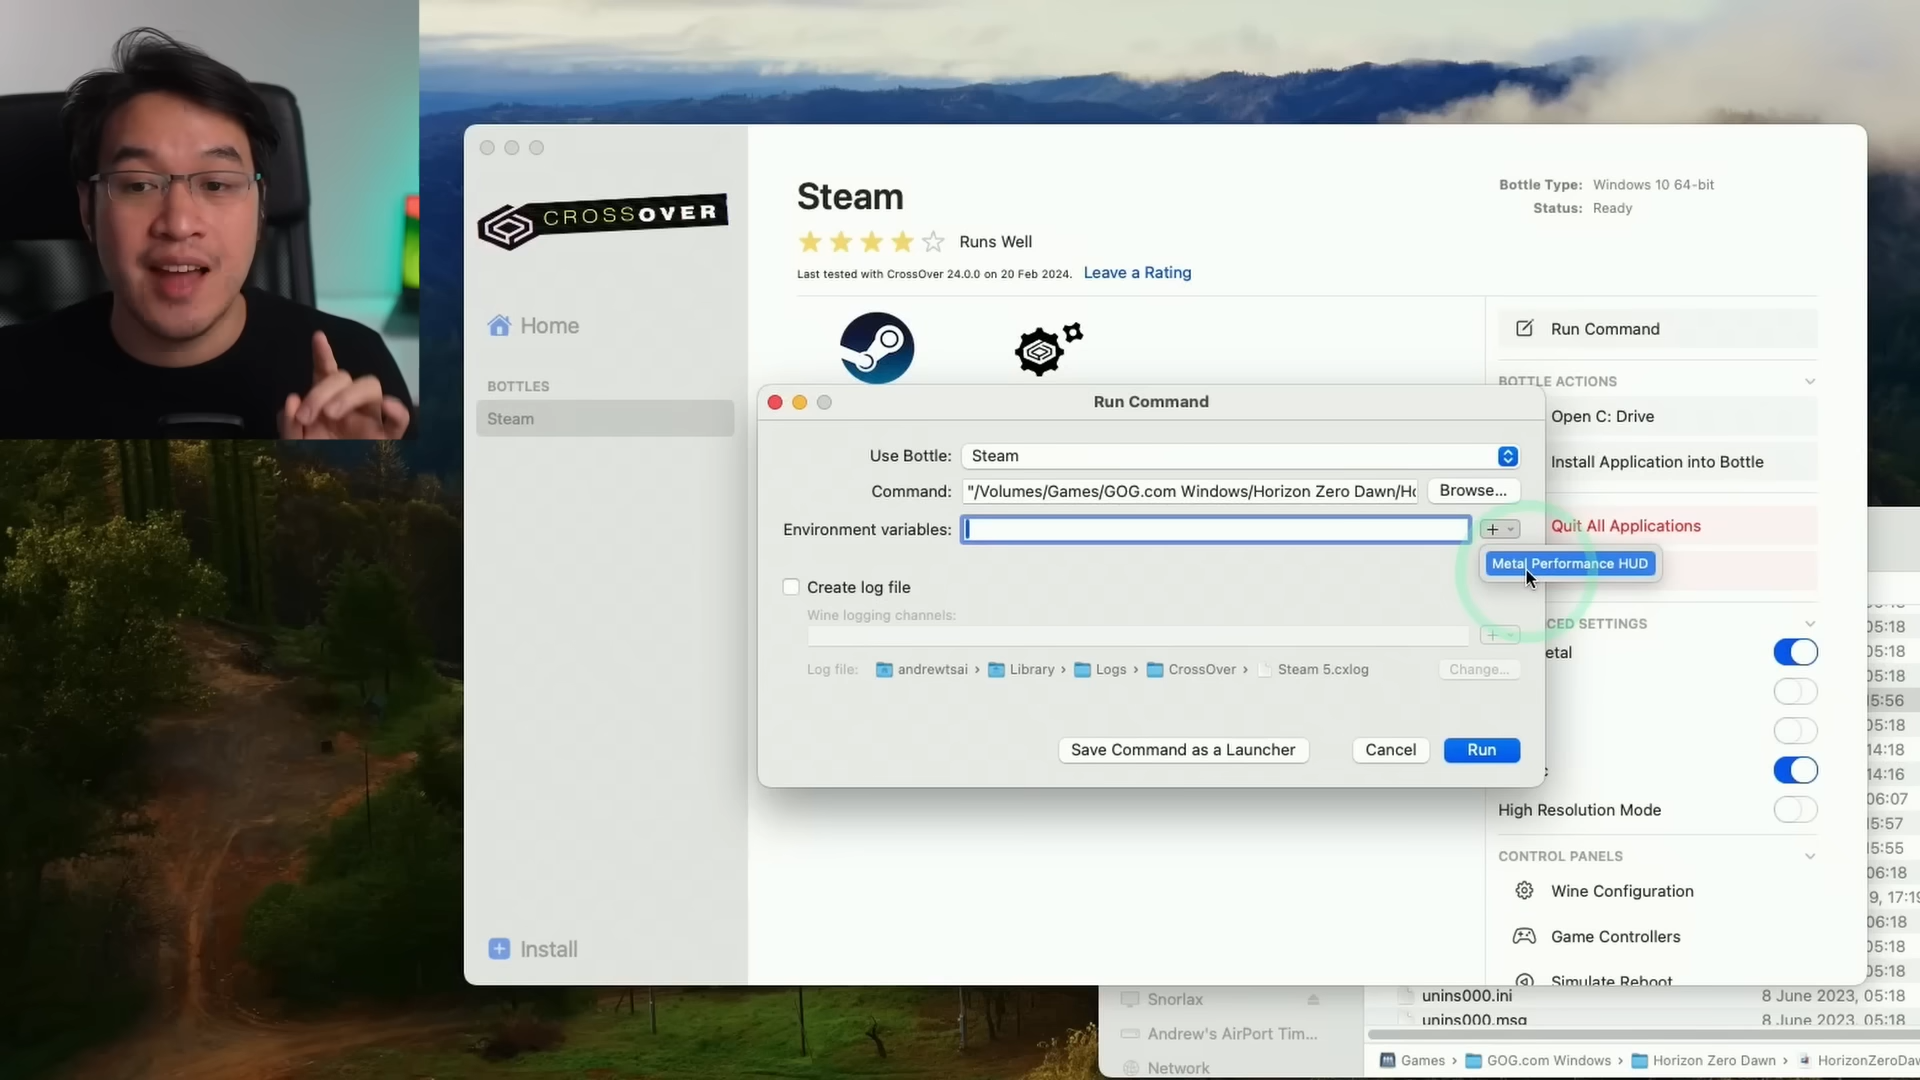 CROSSOVER
Home
BOTTLES
Steam
Install
Steam
Runs Well
Last tested with CrossOver 24.0.0 on 20 Feb 2024. Leave a Rating
Bottle Type: Windows 10 64-bit
Status: Ready
Run Command
BOTTLE ACTIONS
Open C: Drive
Install Application into Bottle
Quit All Applications
CED SETTINGS
etal
High Resolution Mode
CONTROL PANELS
Wine Configuration
Game Controllers
Simulate Reboot
Run Command
Use Bottle: Steam
Command: "/Volumes/Games/GOG.com Windows/Horizon Zero Dawn/Ho Browse...
Environment variables:
Metal Performance HUD
Create log file
Wine logging channels:
Log file: andrewtsai › Library › Logs › CrossOver › Steam 5.cxlog Change...
Save Command as a Launcher Cancel Run
05:18
05:18
05:18
15:56
05:18
14:18
14:16
06:07
15:57
15:55
06:18
9, 17:19
06:18
05:18
05:18
Snorlax
Andrew's AirPort Tim...
Network
unins000.ini 8 June 2023, 05:18
unins000.msg 8 June 2023, 05:18
Games › GOG.com Windows › Horizon Zero Dawn › HorizonZeroDaw